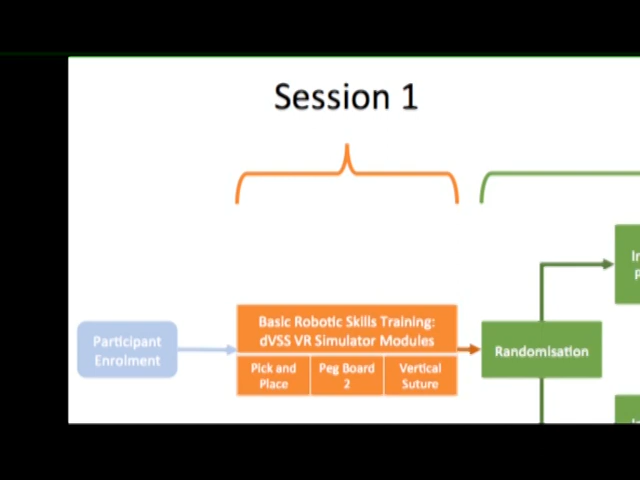 Session 1
Participant
Enrolment
Basic Robotic Skills Training:
dVSS VR Simulator Modules
Pick and
Place
Peg Board
2
Vertical
Suture
Randomisation